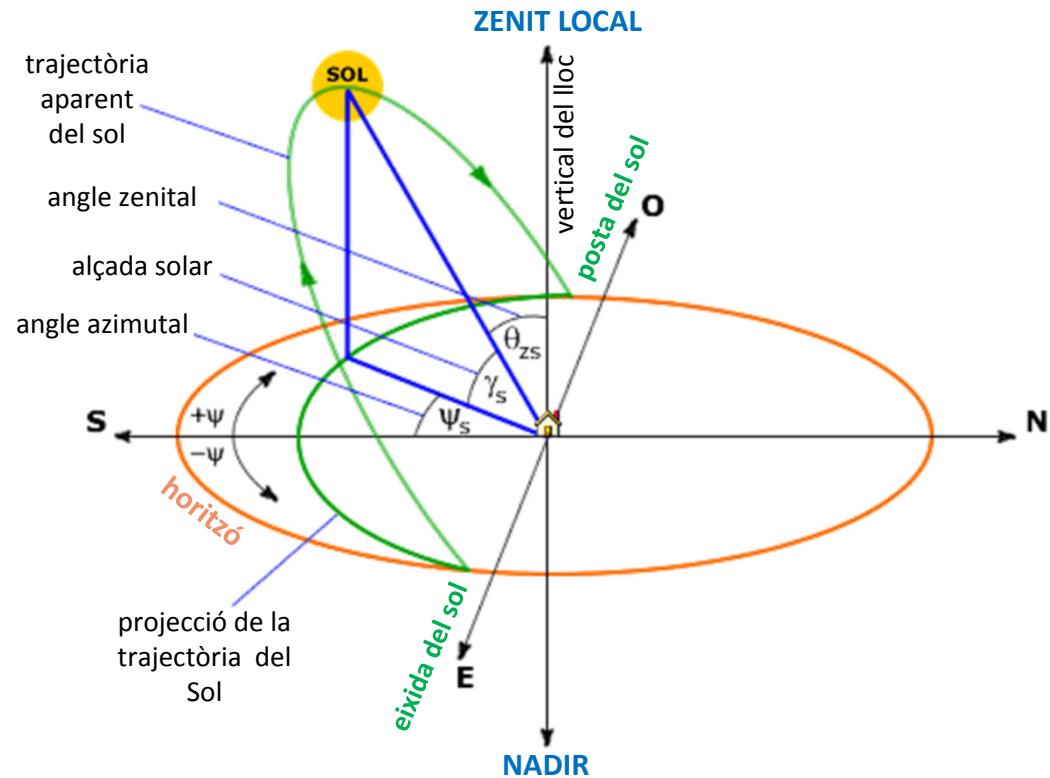 ZENIT LOCAL
trajectòria
aparent
del sol
SOL
vertical del lloc
posta del sol
angle zenital
O
alçada solar
angle azimutal
θzs
γs
Ψs
S
+ψ
−ψ
N
horitzó
projecció de la
trajectòria del
Sol
eixida del sol
E
NADIR